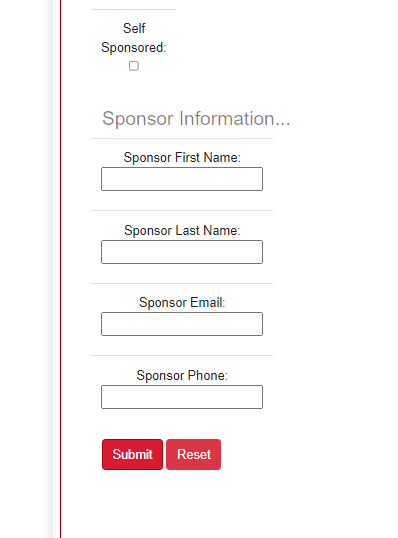 Self
Sponsored:
Sponsor Information...
Sponsor First Name:
Sponsor Last Name:
Sponsor Email:
Sponsor Phone:
Submit Reset